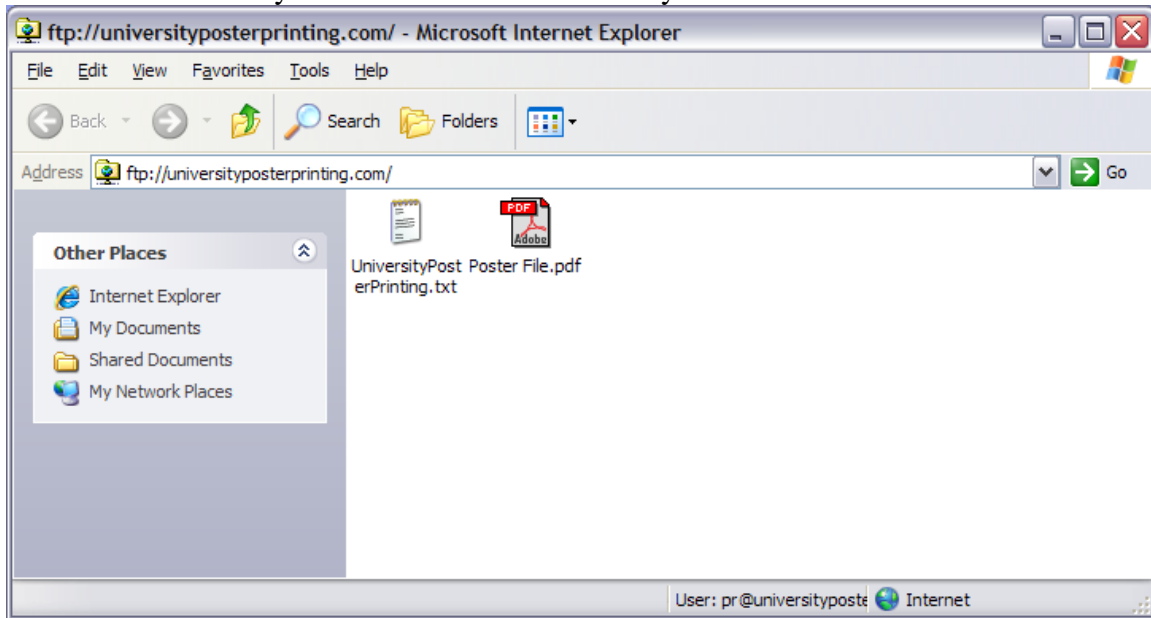 ftp://universityposterprinting.com/ - Microsoft Internet Explorer
File Edit View Favorites Tools Help
Back Search Folders
Address ftp://universityposterprinting.com/ Go
PDF
Adobe
Other Places
UniversityPost Poster File.pdf
erPrinting.txt
Internet Explorer
My Documents
Shared Documents
My Network Places
User: pr@universityposte Internet